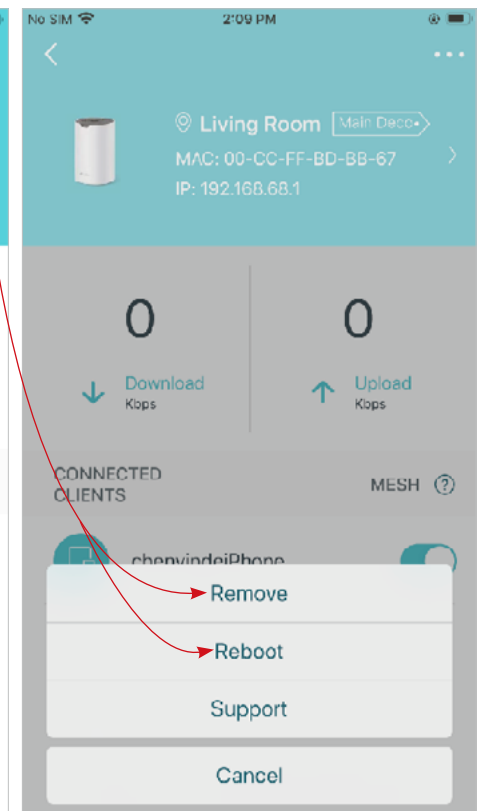 No SIM 2:09 PM
Living Room Main Deco
MAC: 00-CC-FF-BD-BB-67
IP: 192.168.68.1
0 0
Download Upload
Kbps Kbps
CONNECTED
CLIENTS
MESH ?
chenyindeiPhone
Remove
Reboot
Support
Cancel